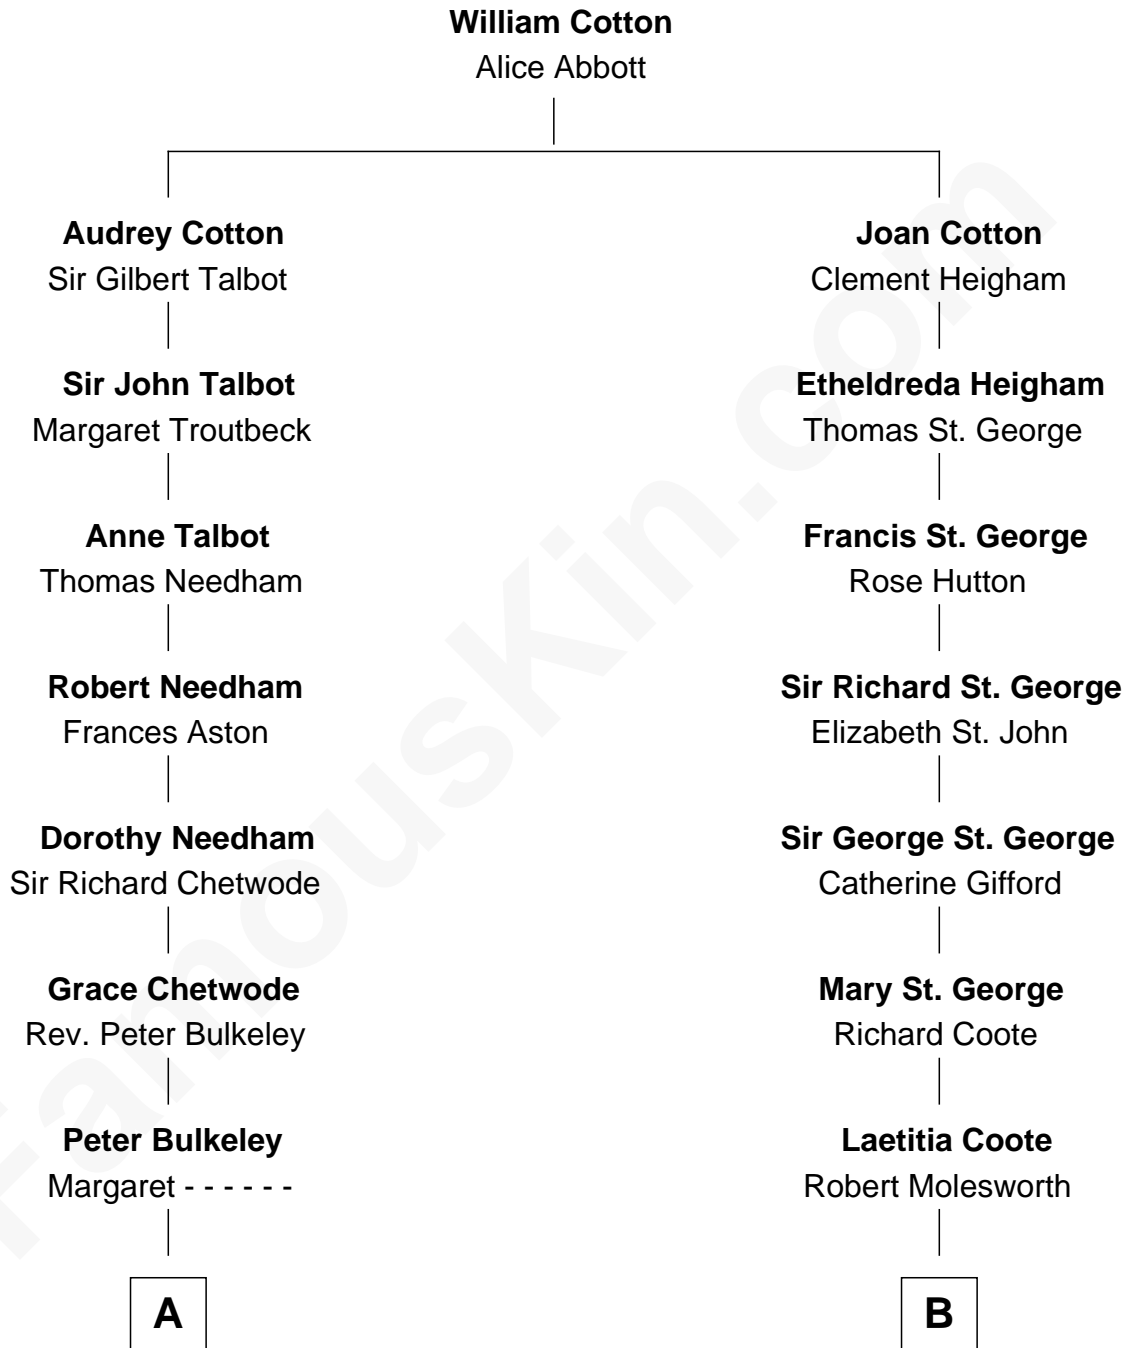 William Cotton
Alice Abbott
Audrey Cotton
Sir Gilbert Talbot
Joan Cotton
Clement Heigham
Sir John Talbot
Margaret Troutbeck
Etheldreda Heigham
Thomas St. George
Anne Talbot
Thomas Needham
Francis St. George
Rose Hutton
Robert Needham
Frances Aston
Sir Richard St. George
Elizabeth St. John
Dorothy Needham
Sir Richard Chetwode
Sir George St. George
Catherine Gifford
Grace Chetwode
Rev. Peter Bulkeley
Mary St. George
Richard Coote
Peter Bulkeley
Margaret - - - - - -
Laetitia Coote
Robert Molesworth
A
B
FamousKin.com